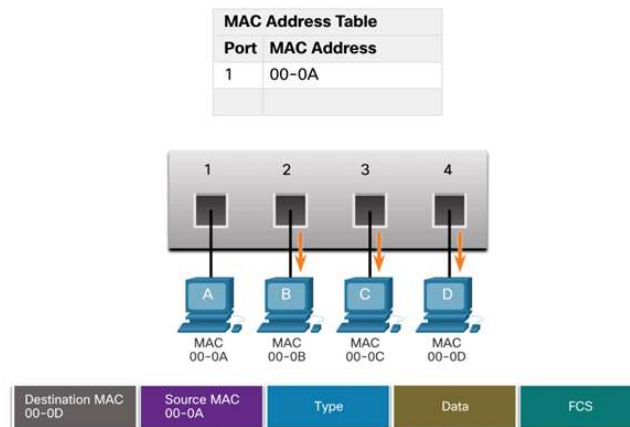 MAC Address Table
Port MAC Address
1 00-0A
1 2 3 4
A B C D
MAC MAC MAC MAC
00-0A 00-0B 00-0C 00-0D
Destination MAC
00-0D
Source MAC
00-0A
Type
Data
FCS